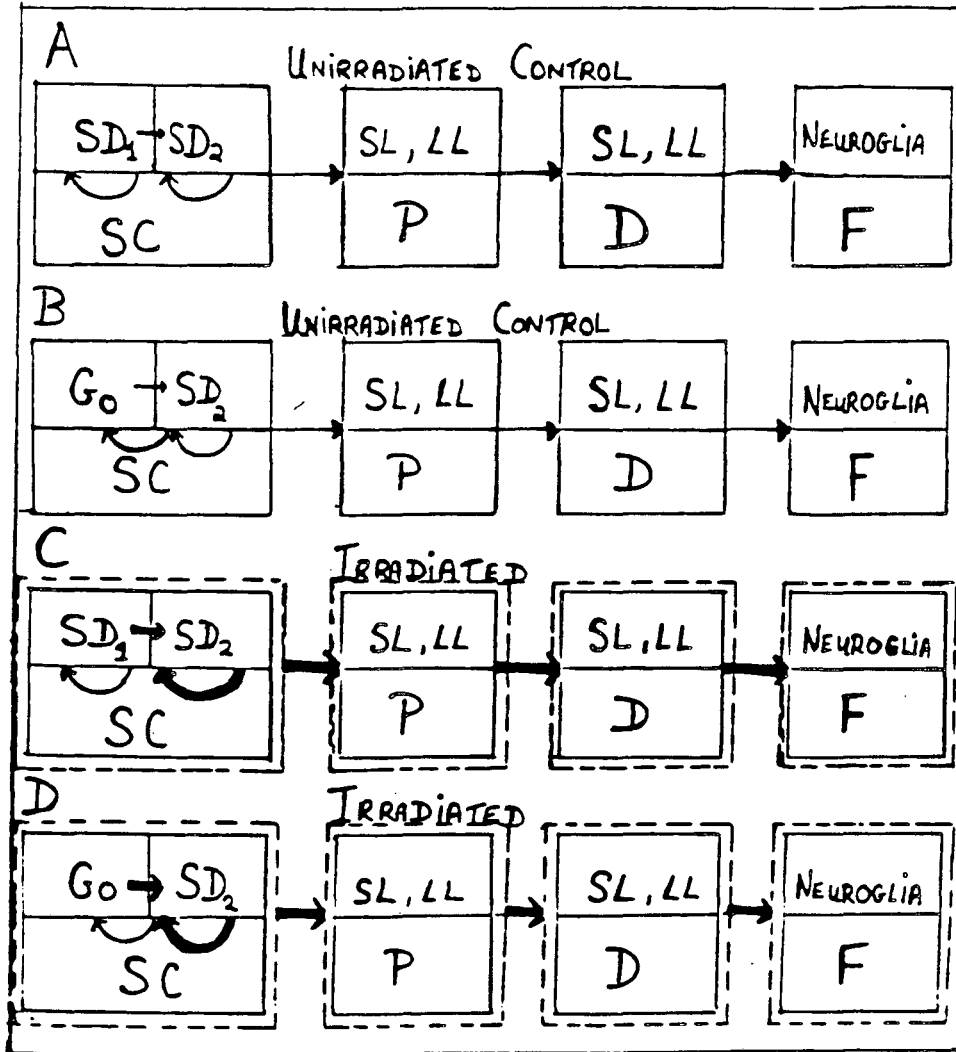 A
UNIRRADIATED CONTROL
SD₁ → SD₂
SC
SL, LL
P
SL, LL
D
NEUROGLIA
F
B
UNIRRADIATED CONTROL
G₀ → SD₂
SC
SL, LL
P
SL, LL
D
NEUROGLIA
F
C
IRRADIATED
SD₁ → SD₂
SC
SL, LL
P
SL, LL
D
NEUROGLIA
F
D
IRRADIATED
G₀ → SD₂
SC
SL, LL
P
SL, LL
D
NEUROGLIA
F